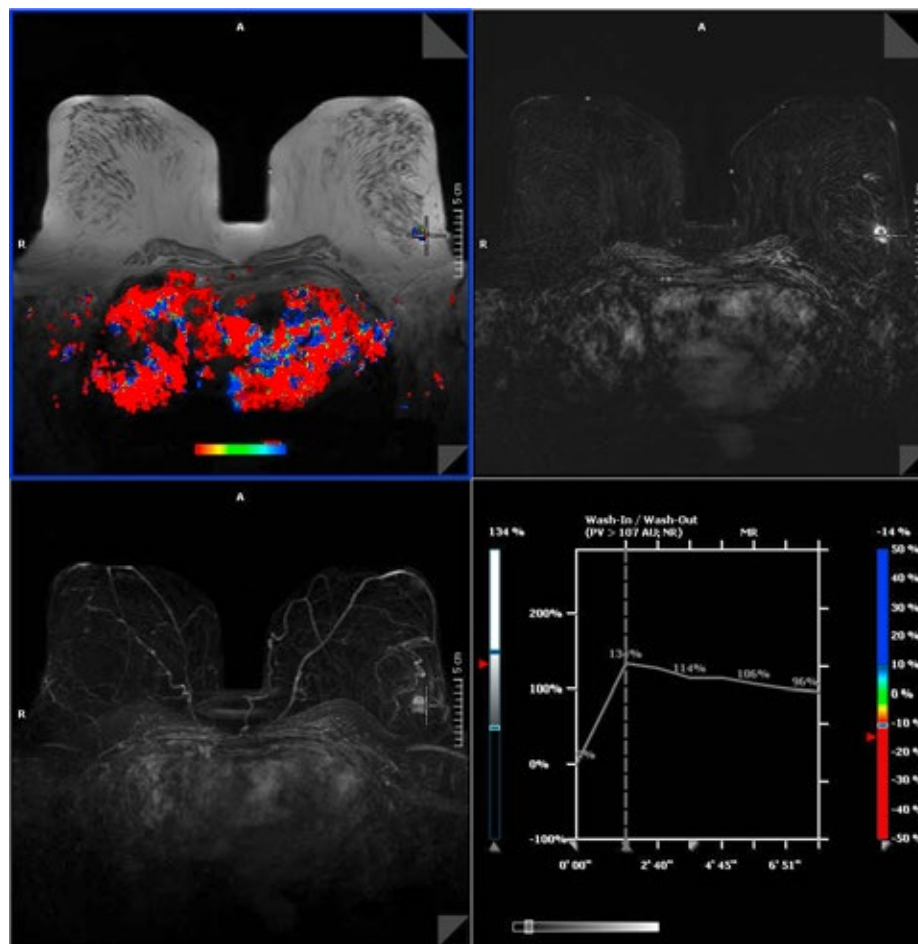 A
A
R
5 cm
R
A
R
5 cm
134 %
Wash-In / Wash-Out
(PV > 107 AU; NR)
MR
-14 %
50 %
40 %
30 %
20 %
10 %
0 %
-10 %
-20 %
-30 %
-40 %
-50 %
200%
100%
0%
-100%
134%
114%
106%
96%
0' 00"
2' 40"
4' 45"
6' 51"